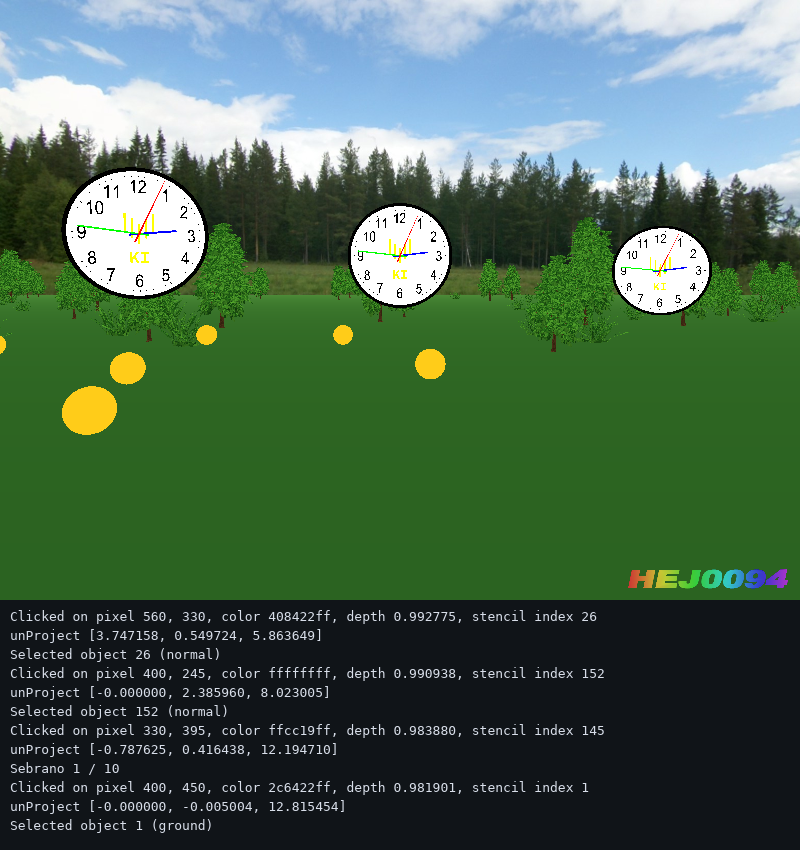 12
11
1
10
2
9
3
8
4
7
5
6
KI
12
11
1
10
2
9
3
8
4
7
5
6
KI
12
11
1
10
2
9
3
8
4
7
5
6
KI
HEJ0094
Clicked on pixel 560, 330, color 408422ff, depth 0.992775, stencil index 26
unProject [3.747158, 0.549724, 5.863649]
Selected object 26 (normal)
Clicked on pixel 400, 245, color ffffffff, depth 0.990938, stencil index 152
unProject [-0.000000, 2.385960, 8.023005]
Selected object 152 (normal)
Clicked on pixel 330, 395, color ffcc19ff, depth 0.983880, stencil index 145
unProject [-0.787625, 0.416438, 12.194710]
Sebrano 1 / 10
Clicked on pixel 400, 450, color 2c6422ff, depth 0.981901, stencil index 1
unProject [-0.000000, -0.005004, 12.815454]
Selected object 1 (ground)